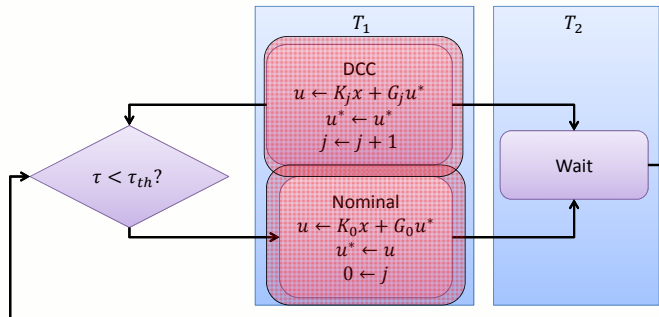 T₁
T₂
DCC
u ← Kⱼx + Gⱼu*
u* ← u*
j ← j + 1
τ < τₜₕ?
Wait
Nominal
u ← K₀x + G₀u*
u* ← u
0 ← j